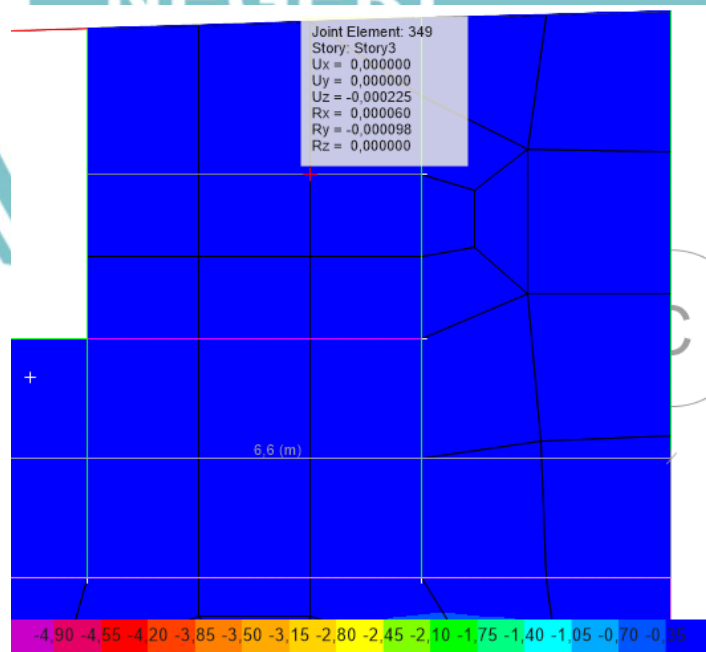 Joint Element: 349
Story: Story3
Ux = 0,000000
Uy = 0,000000
Uz = -0,000225
Rx = 0,000060
Ry = -0,000098
Rz = 0,000000
C
6,6 (m)
-4,90 -4,55 -4,20 -3,85 -3,50 -3,15 -2,80 -2,45 -2,10 -1,75 -1,40 -1,05 -0,70 -0,35